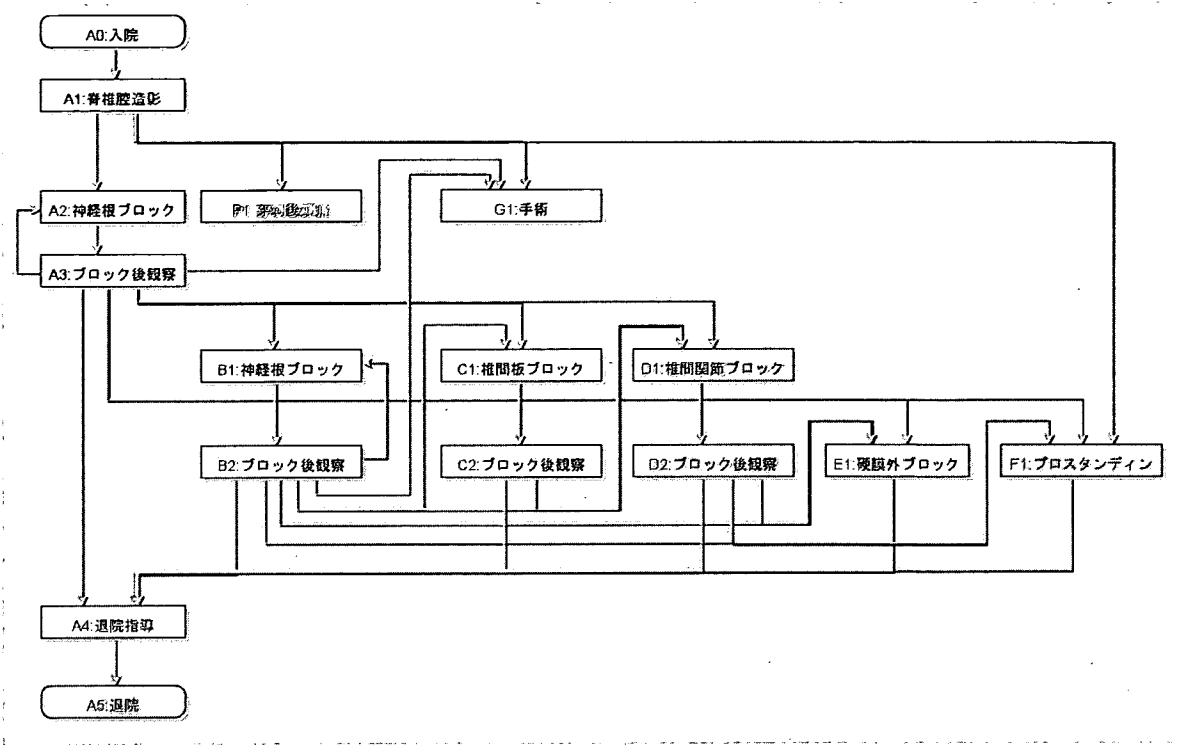 A0:入院
A1:脊椎腔造影
A2:神経根ブロック
G1:手術
A3:ブロック後観察
B1:神経根ブロック
C1:椎間板ブロック
D1:椎間関節ブロック
B2:ブロック後観察
C2:ブロック後観察
D2:ブロック後観察
E1:硬膜外ブロック
F1:プロスタンディン
A4:退院指導
A5:退院